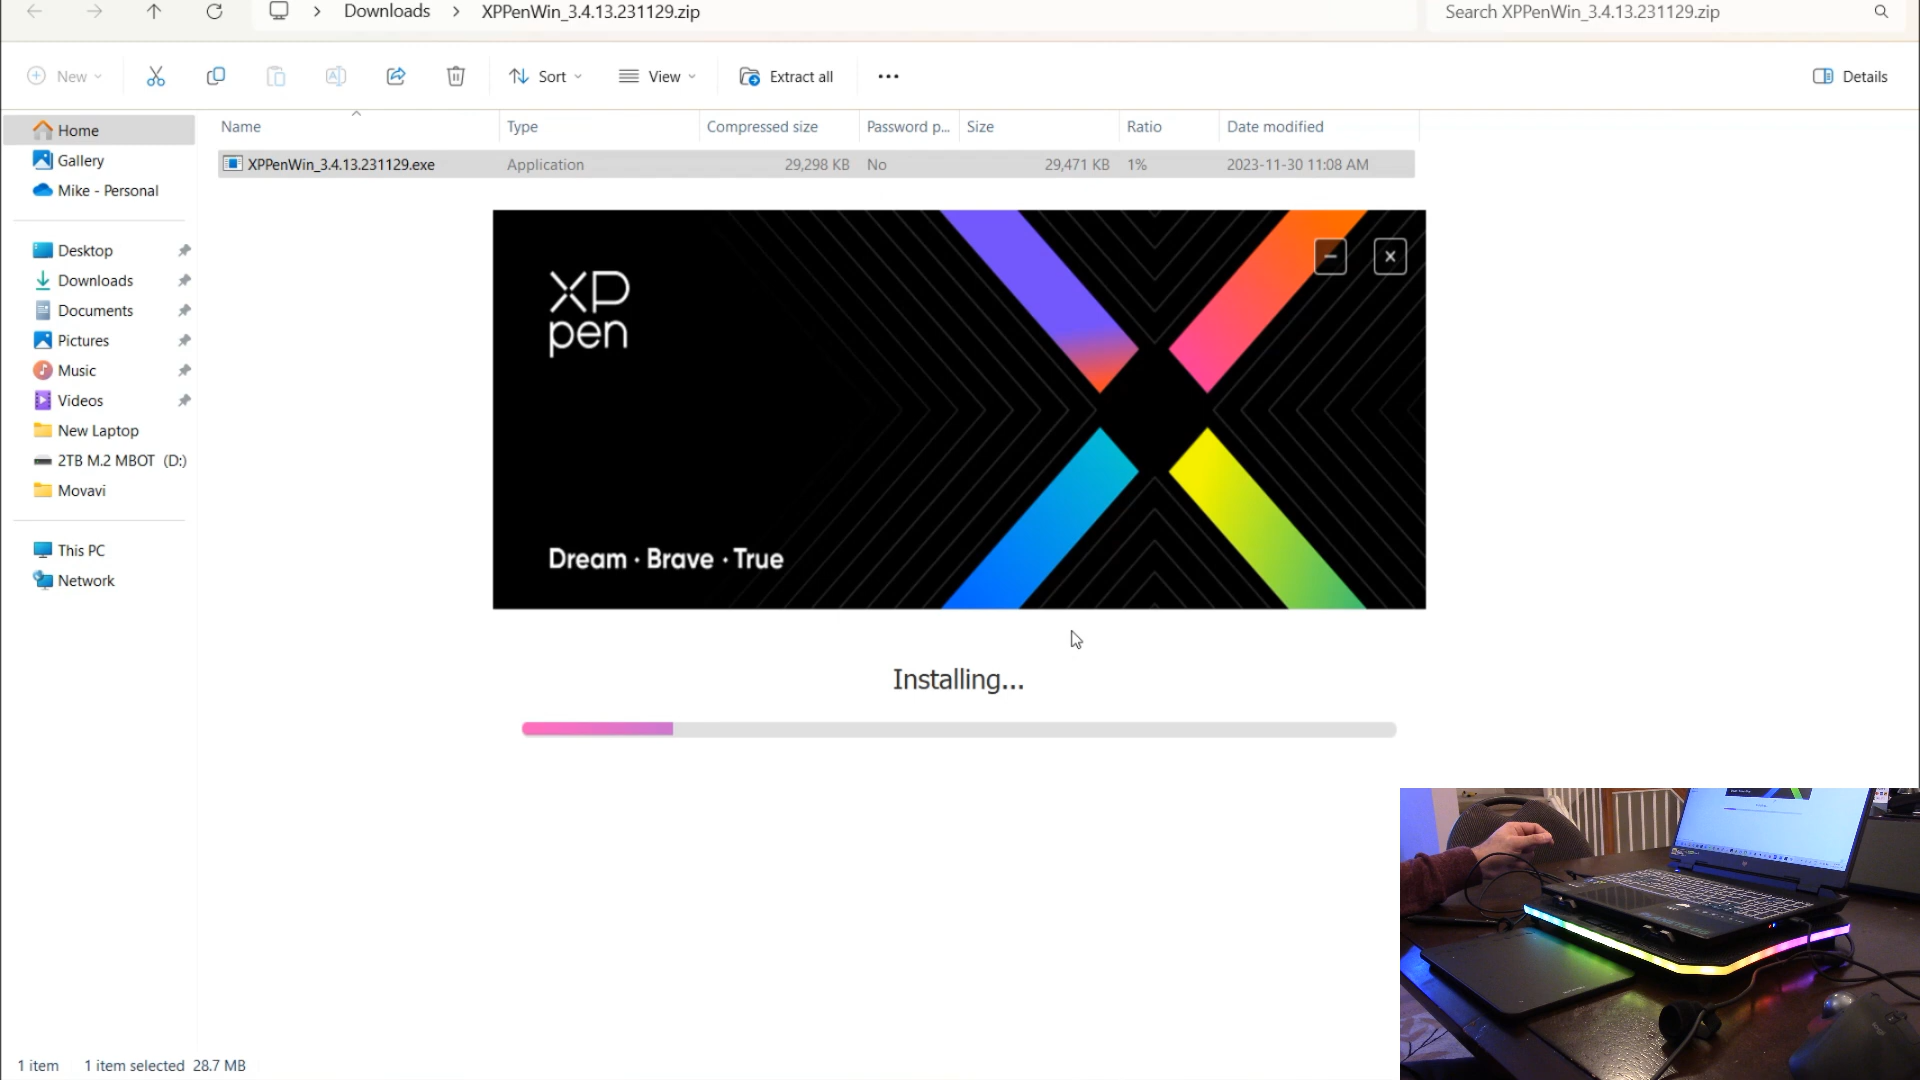 Downloads > XPPenWin_3.4.13.231129.zip
Search XPPenWin_3.4.13.231129.zip
New
Sort
View
Extract all
Details
Home
Gallery
Mike - Personal
Desktop
Downloads
Documents
Pictures
Music
Videos
New Laptop
2TB M.2 MBOT (D:)
Movavi
This PC
Network
Name Type Compressed size Password p... Size Ratio Date modified
XPPenWin_3.4.13.231129.exe Application 29,298 KB No 29,471 KB 1% 2023-11-30 11:08 AM
XP
pen
Dream · Brave · True
Installing...
1 item 1 item selected 28.7 MB